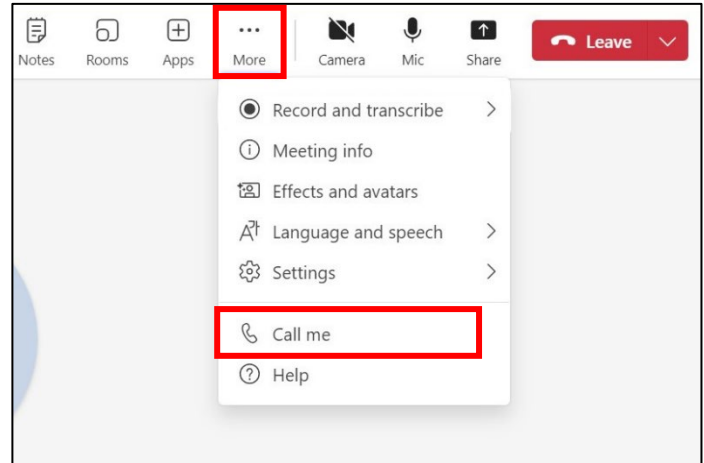 Notes Rooms Apps More Camera Mic Share Leave
Record and transcribe
Meeting info
Effects and avatars
Language and speech
Settings
Call me
Help